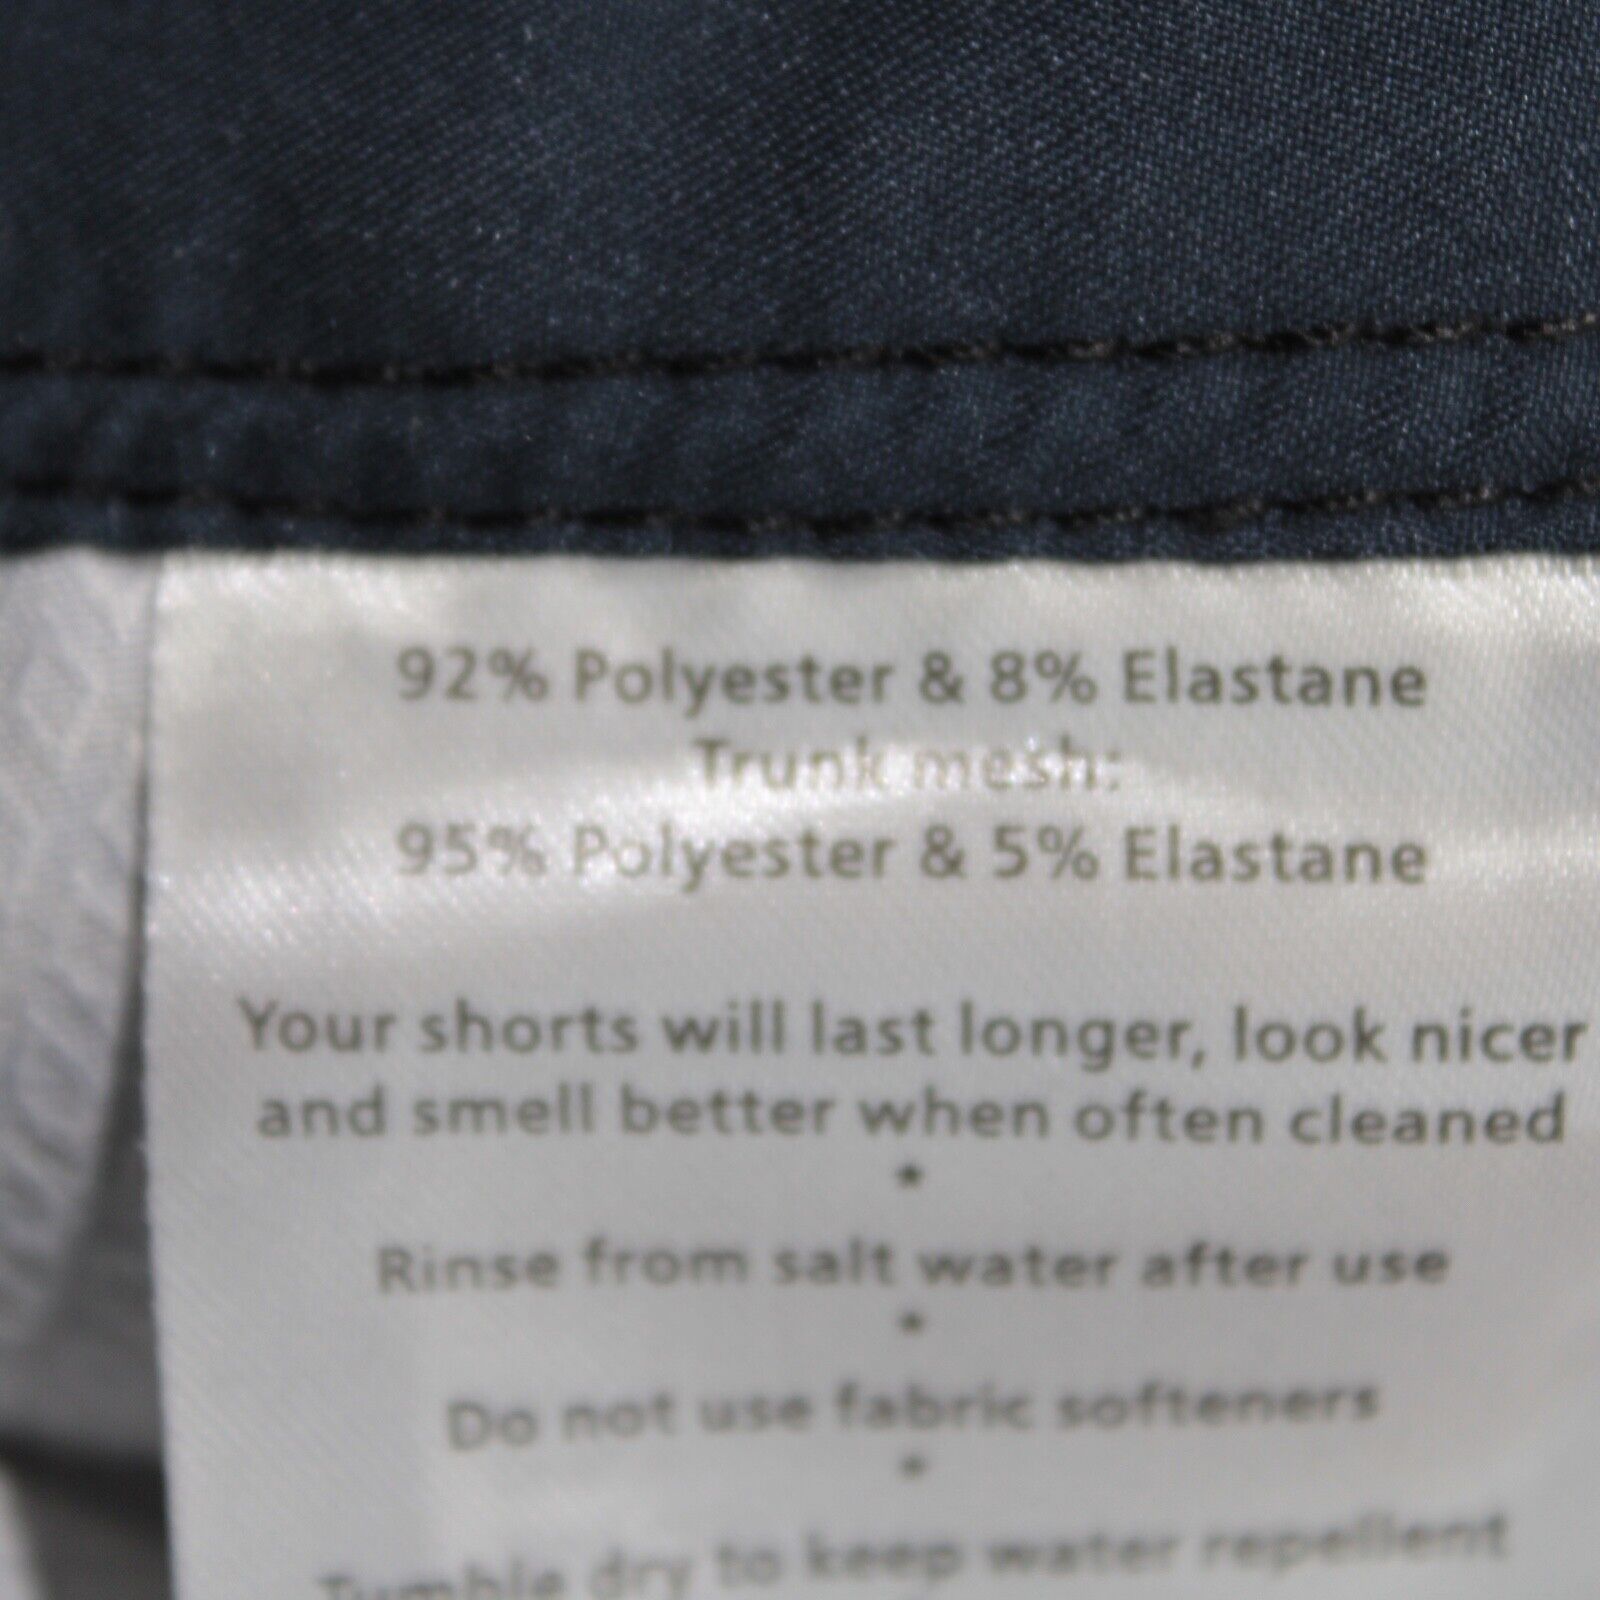 92% Polyester & 8% Elastane
Trunk mesh:
95% Polyester & 5% Elastane
Your shorts will last longer, look nicer
and smell better when often cleaned
*
Rinse from salt water after use
*
Do not use fabric softeners
*
Tumble dry to keep water repellent